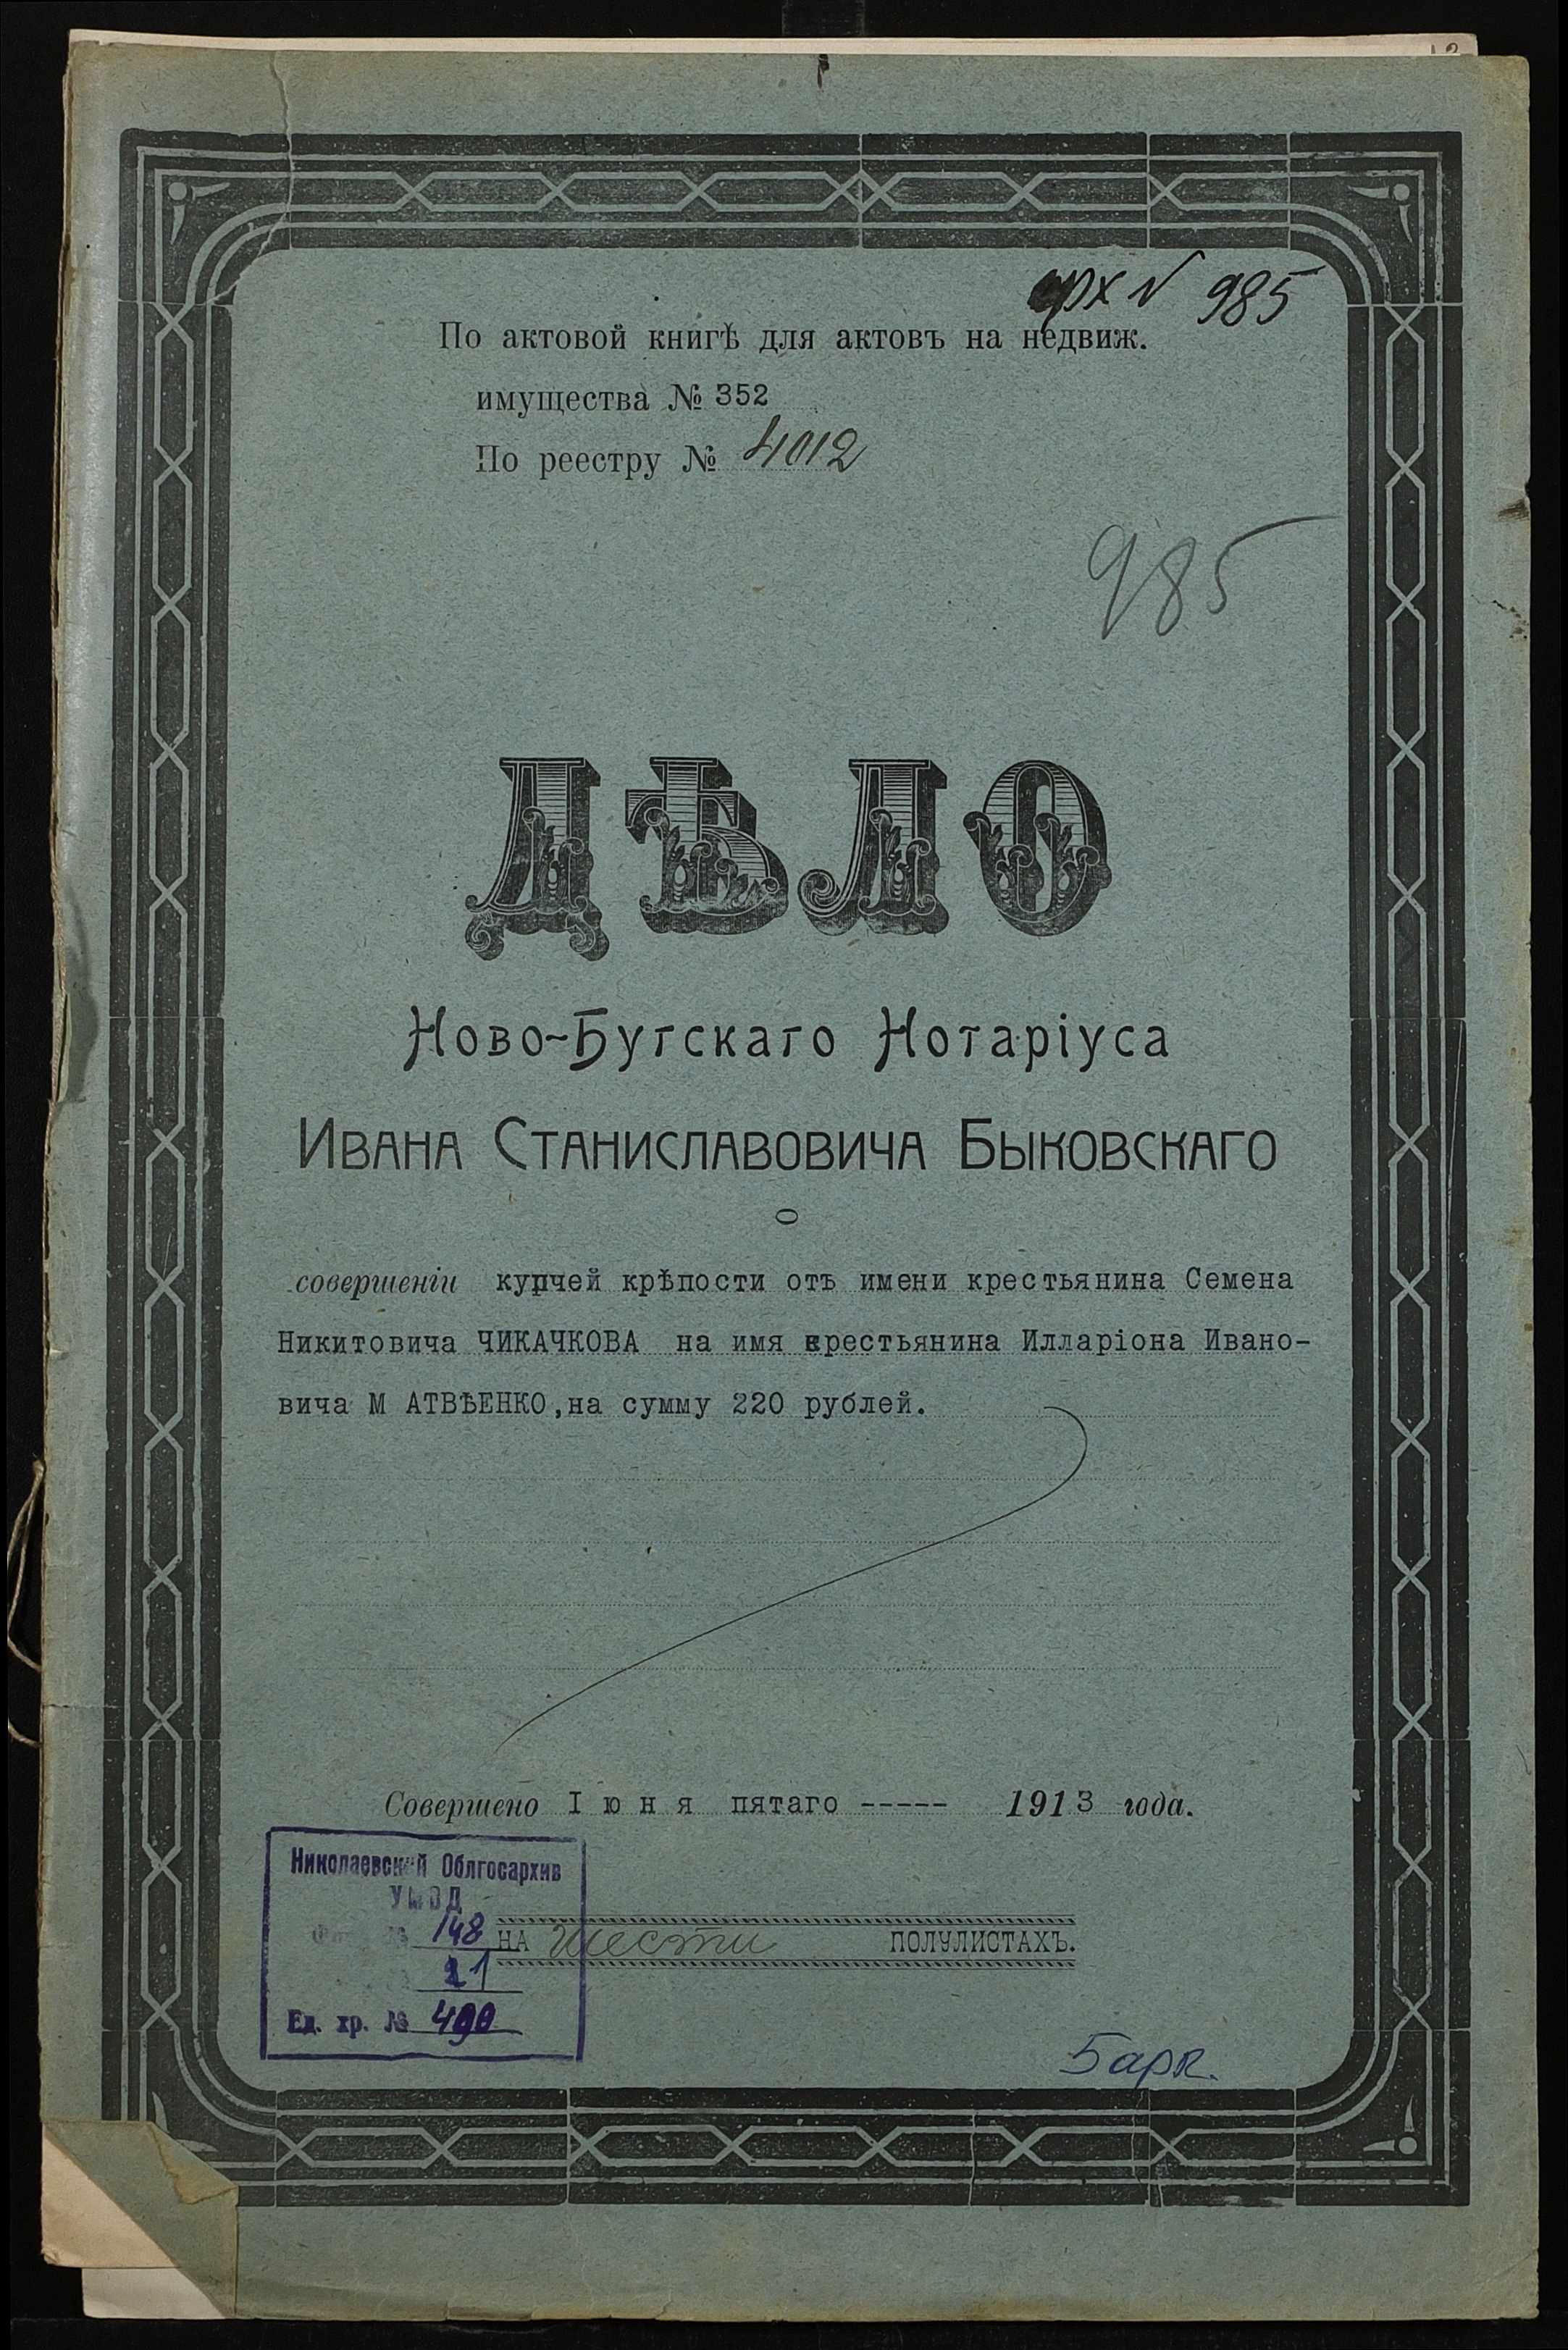 арх № 985
По актовой книгѣ для актовъ на недвиж.
имущества № 352
По реестру № 4012
985
ДѢЛО
Ново-Бугскаго Нотаріуса
Ивана Станиславовича Быковскаго
о
совершеніи купчей крѣпости отъ имени крестьянина Семена
Никитовича ЧИКАЧКОВА на имя крестьянина Илларіона Ивано-
вича М АТВѢЕНКО,на сумму 220 рублей.
Совершено I ю н я пятаго ----- 1913 года.
Николаевский Облгосархив
УМВД
148
НА шести ПОЛУЛИСТАХЪ.
21
Ед. хр. № 490
5 арк.